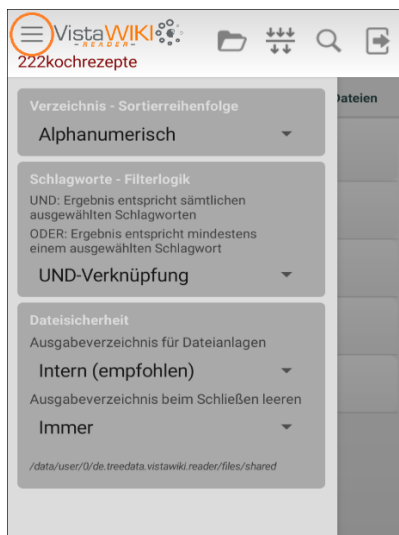 VistaWIKI
READER
222kochrezepte
Dateien
Verzeichnis - Sortierreihenfolge
Alphanumerisch
Schlagworte - Filterlogik
UND: Ergebnis entspricht sämtlichen
ausgewählten Schlagworten
ODER: Ergebnis entspricht mindestens
einem ausgewählten Schlagwort
UND-Verknüpfung
Dateisicherheit
Ausgabeverzeichnis für Dateianlagen
Intern (empfohlen)
Ausgabeverzeichnis beim Schließen leeren
Immer
/data/user/0/de.treedata.vistawiki.reader/files/shared